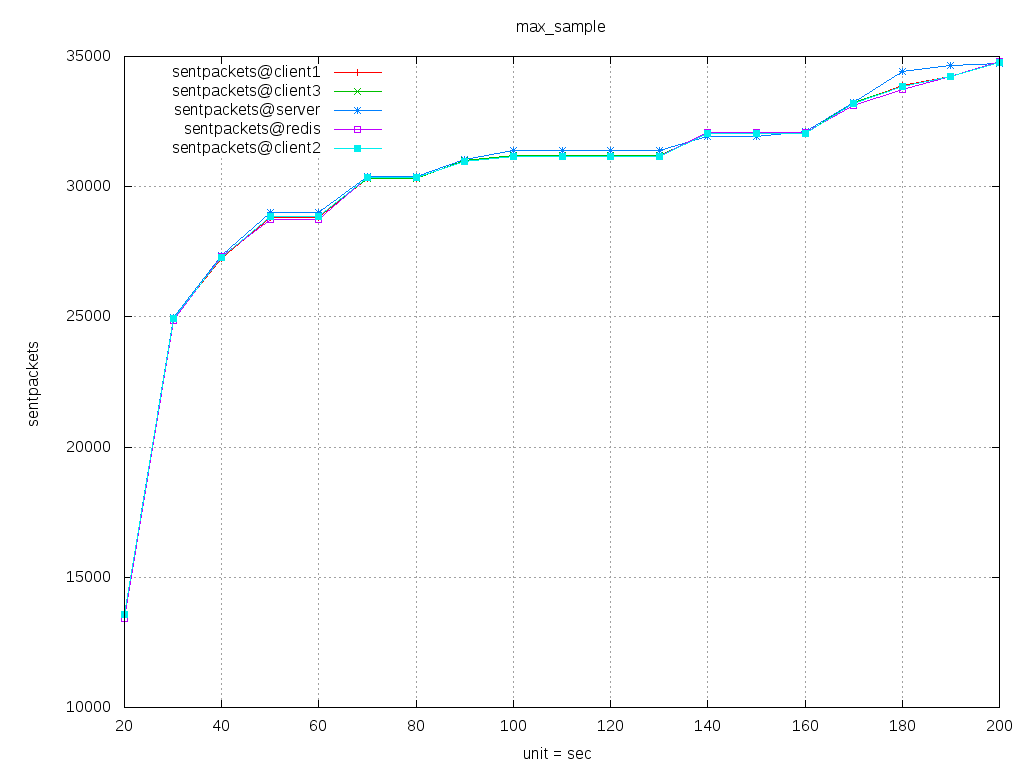 max_sample
35000
30000
25000
20000
15000
10000
sentpackets
sentpackets@client1
sentpackets@client3
sentpackets@server
sentpackets@redis
sentpackets@client2
20 40 60 80 100 120 140 160 180 200
unit = sec